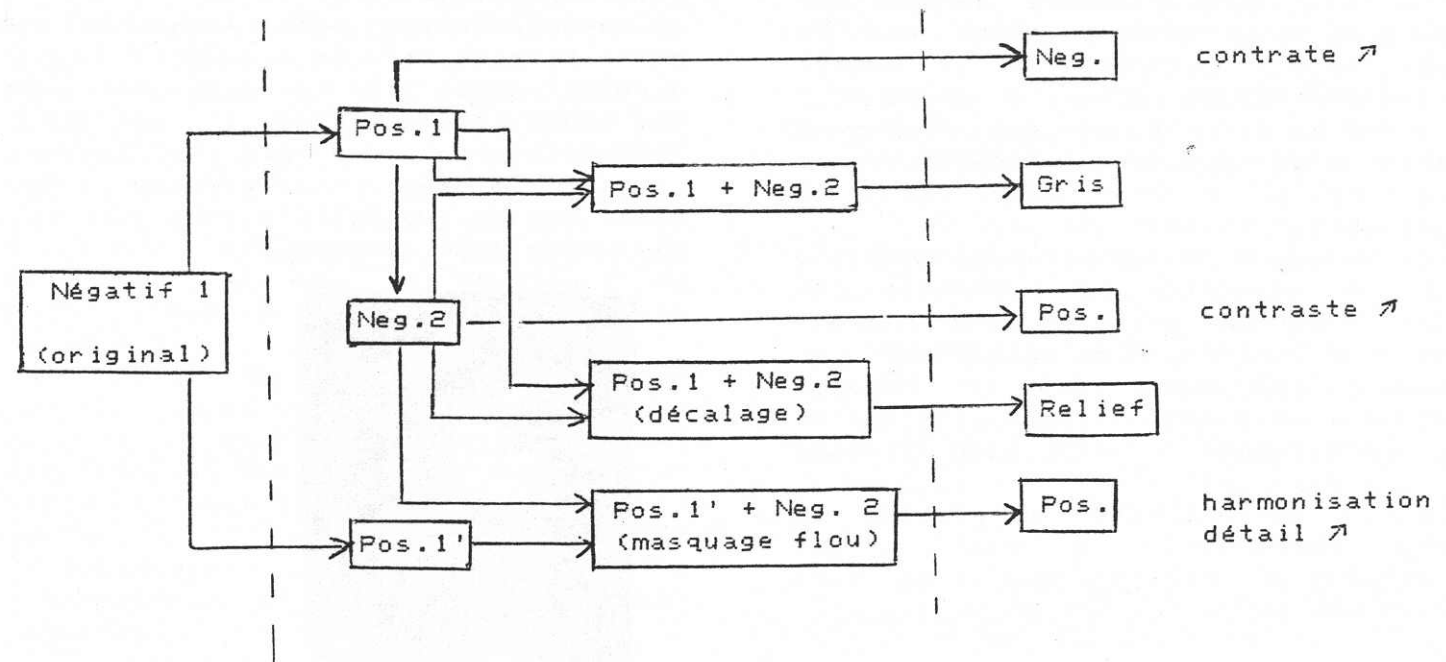 Neg.
contrate ↗
Pos.1
Pos.1 + Neg.2
Gris
Négatif 1
(original)
Neg.2
Pos.
contraste ↗
Pos.1 + Neg.2
(décalage)
Relief
Pos.1'
Pos.1' + Neg. 2
(masquage flou)
Pos.
harmonisation
détail ↗